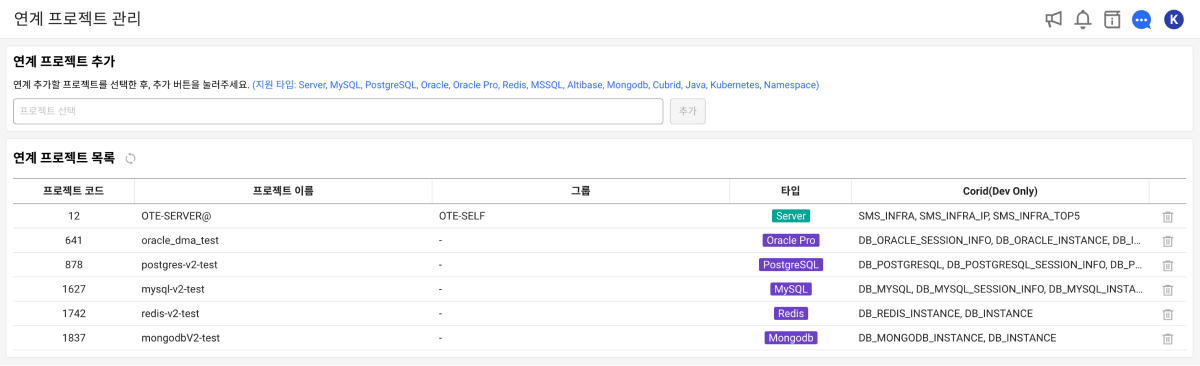 연계 프로젝트 관리
K
연계 프로젝트 추가
연계 추가할 프로젝트를 선택한 후, 추가 버튼을 눌러주세요. (지원 타입: Server, MySQL, PostgreSQL, Oracle, Oracle Pro, Redis, MSSQL, Altibase, Mongodb, Cubrid, Java, Kubernetes, Namespace)
프로젝트 선택 추가
연계 프로젝트 목록
프로젝트 코드 프로젝트 이름 그룹 타입 Corid(Dev Only)
12 OTE-SERVER@ OTE-SELF Server SMS_INFRA, SMS_INFRA_IP, SMS_INFRA_TOP5
641 oracle_dma_test - Oracle Pro DB_ORACLE_SESSION_INFO, DB_ORACLE_INSTANCE, DB_I...
878 postgres-v2-test - PostgreSQL DB_POSTGRESQL, DB_POSTGRESQL_SESSION_INFO, DB_P...
1627 mysql-v2-test - MySQL DB_MYSQL, DB_MYSQL_SESSION_INFO, DB_MYSQL_INSTA...
1742 redis-v2-test - Redis DB_REDIS_INSTANCE, DB_INSTANCE
1837 mongodbV2-test - Mongodb DB_MONGODB_INSTANCE, DB_INSTANCE